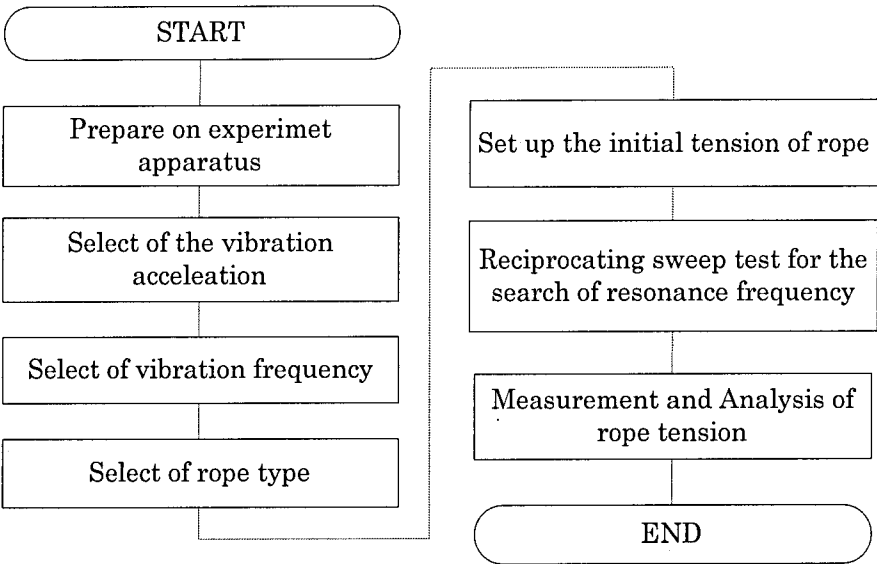 START
Prepare on experimet
apparatus
Select of the vibration
acceleation
Select of vibration frequency
Select of rope type
Set up the initial tension of rope
Reciprocating sweep test for the
search of resonance frequency
Measurement and Analysis of
rope tension
END